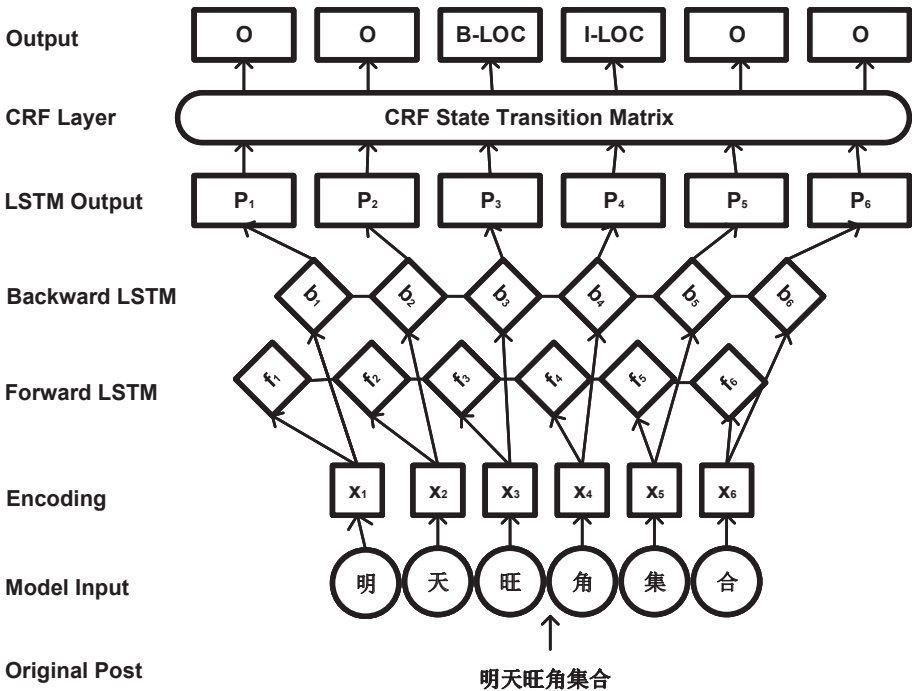 Output O O B-LOC I-LOC O O
CRF Layer CRF State Transition Matrix
LSTM Output P₁ P₂ P₃ P₄ P₅ P₆
Backward LSTM b₁ b₂ b₃ b₄ b₅ b₆
Forward LSTM f₁ f₂ f₃ f₄ f₅ f₆
Encoding x₁ x₂ x₃ x₄ x₅ x₆
Model Input 明 天 旺 角 集 合
Original Post 明天旺角集合